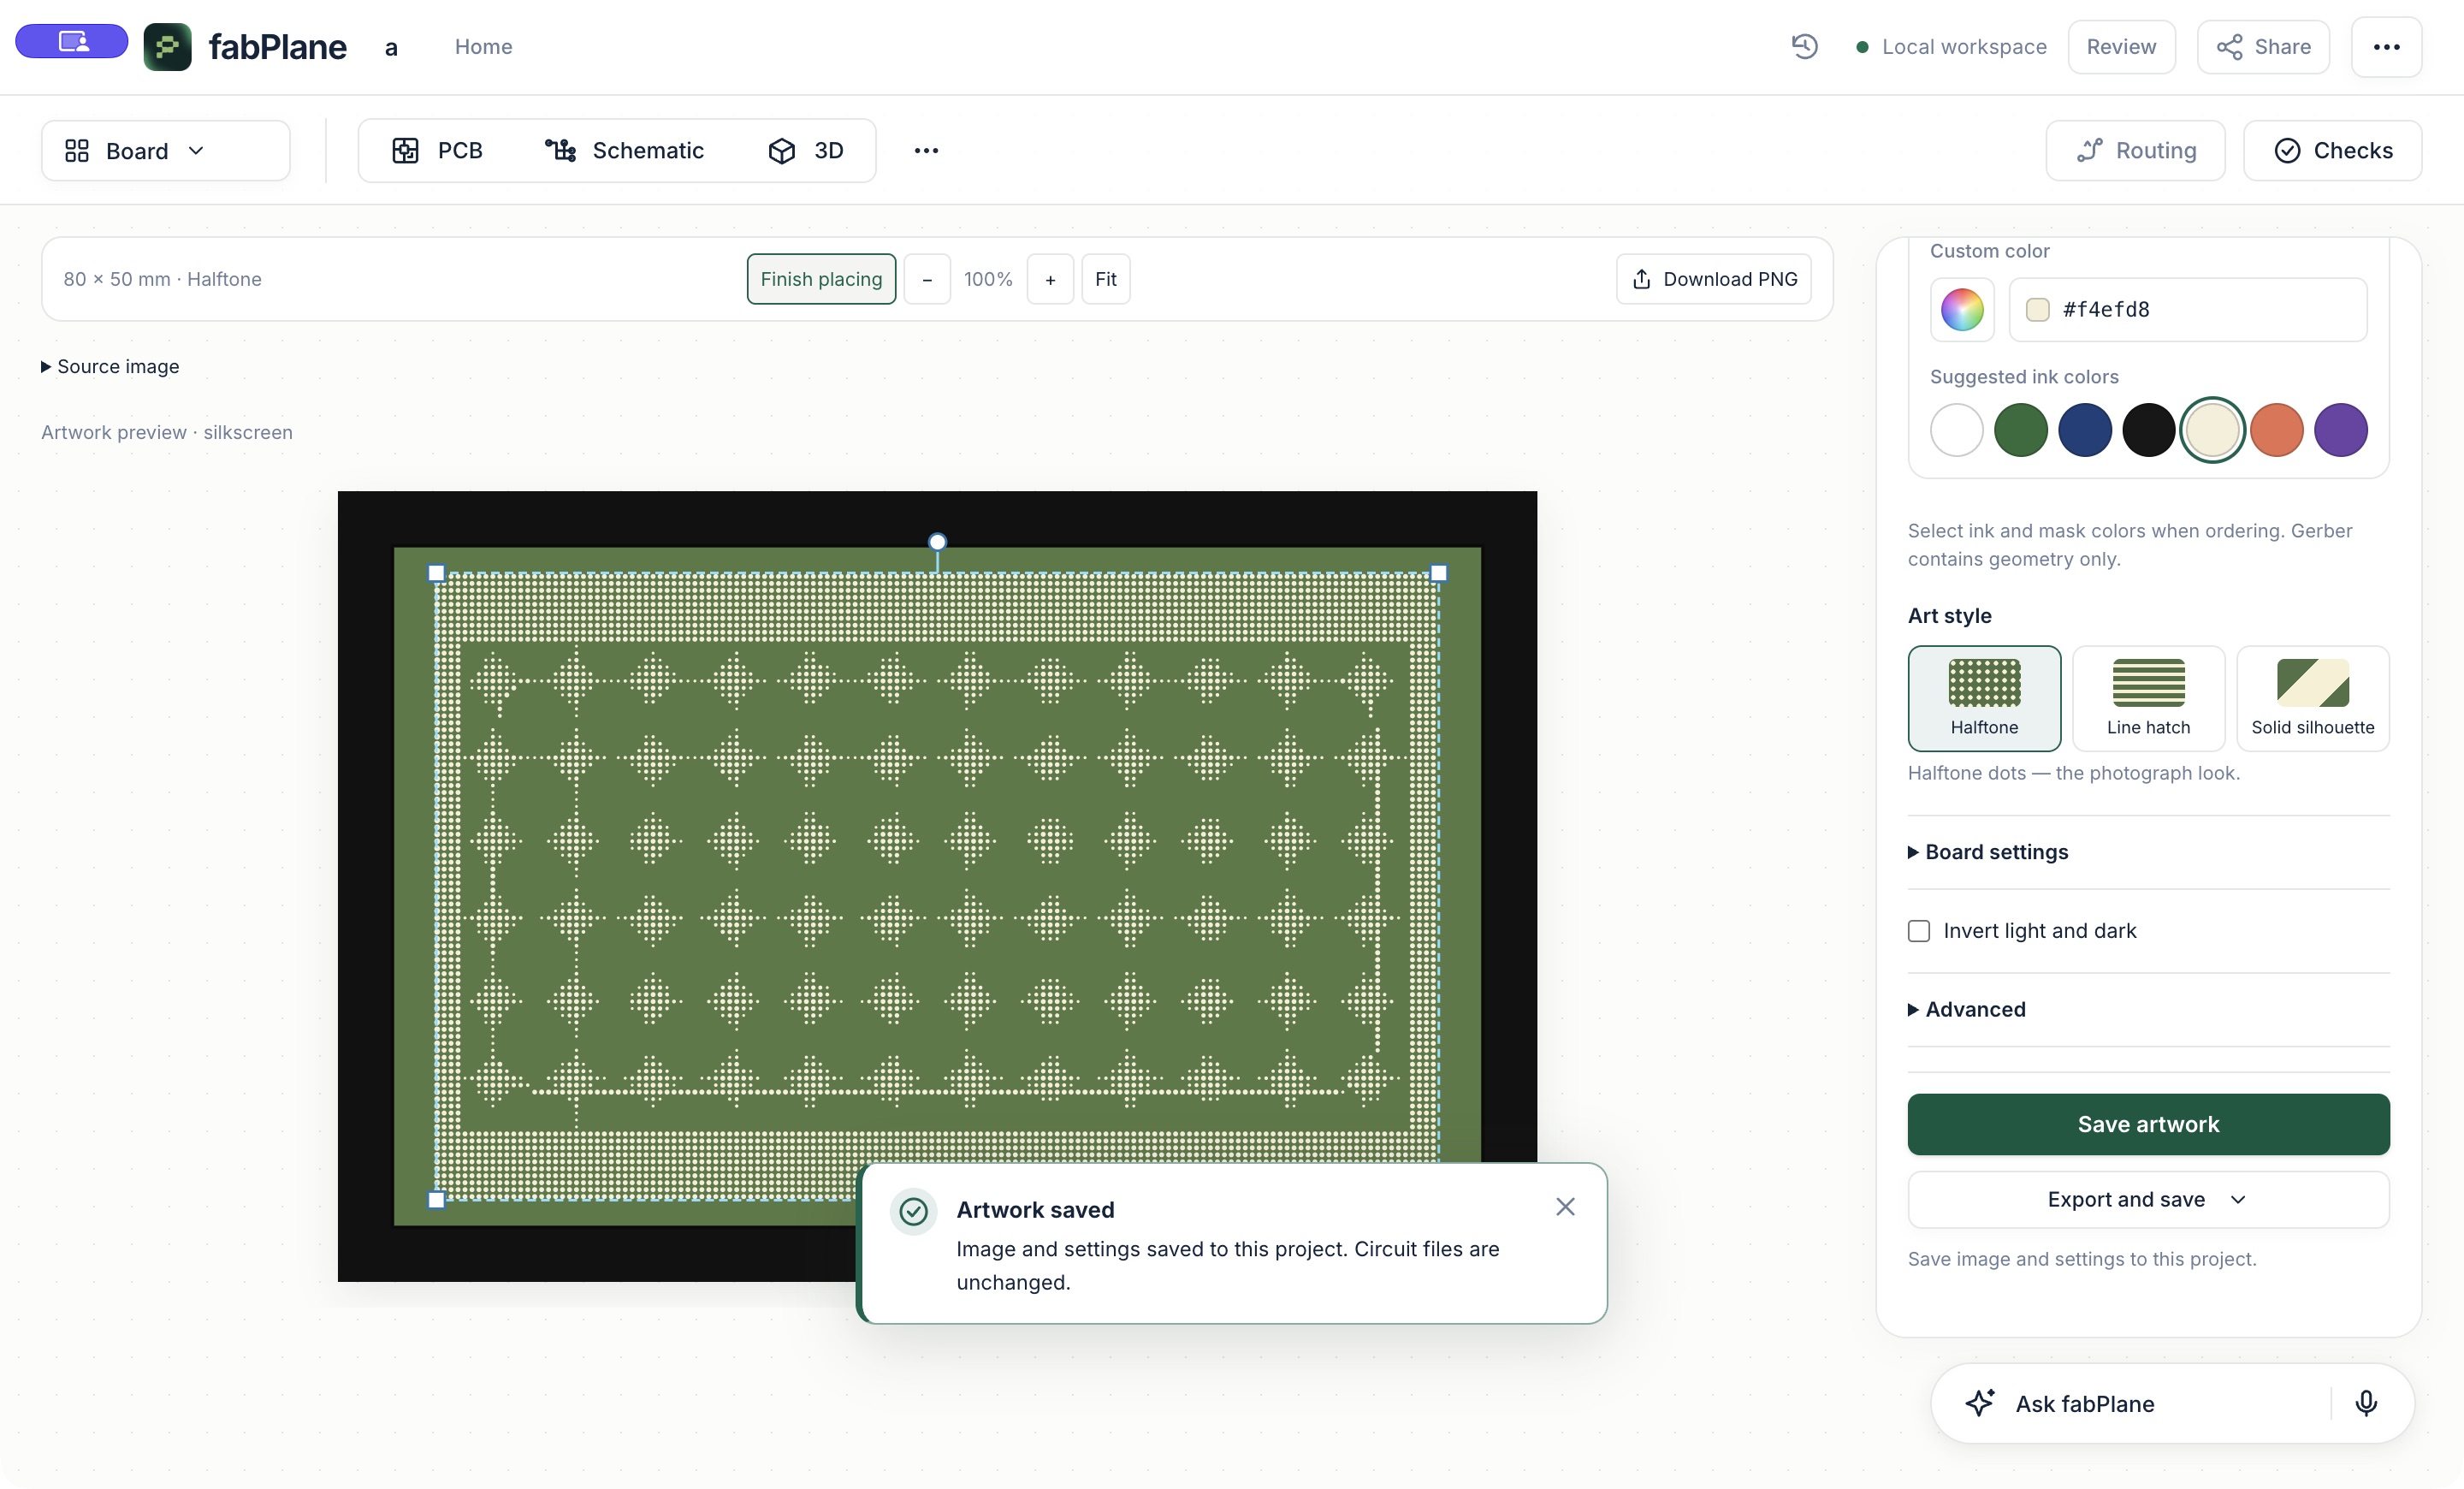 fabPlane
a
Home
Local workspace
Review
Share
Board
PCB
Schematic
3D
Routing
Checks
80 × 50 mm · Halftone
Finish placing
−
100%
+
Fit
Download PNG
Source image
Artwork preview · silkscreen
Custom color
#f4efd8
Suggested ink colors
Select ink and mask colors when ordering. Gerber
contains geometry only.
Art style
Halftone
Line hatch
Solid silhouette
Halftone dots — the photograph look.
Board settings
Invert light and dark
Advanced
Save artwork
Export and save
Save image and settings to this project.
Artwork saved
Image and settings saved to this project. Circuit files are
unchanged.
Ask fabPlane